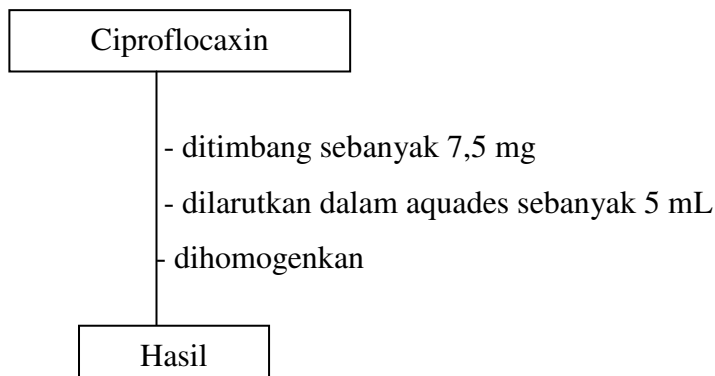 Ciproflocaxin
- ditimbang sebanyak 7,5 mg
- dilarutkan dalam aquades sebanyak 5 mL
- dihomogenkan
Hasil